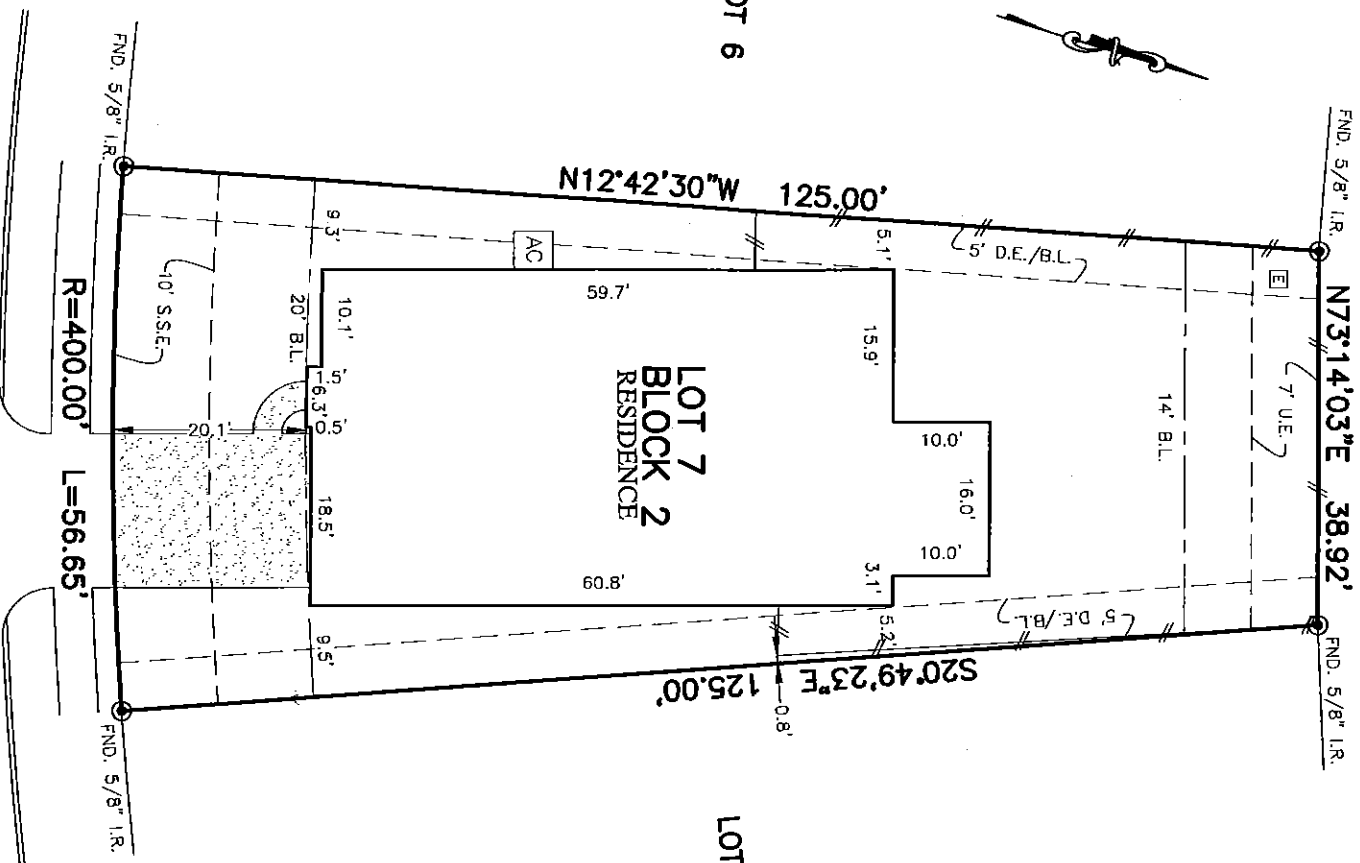 LOT 6
FND. 5/8" I.R.
FND. 5/8" I.R.
N12°42'30"W 125.00'
9.3'
AC
5.1'
5' D.E./B.L.
E
N73°14'03"E 38.92'
59.7'
10' S.S.E.
20' B.L.
10.1'
15.9'
7' U.E.
R=400.00' L=56.65'
1.5'
6.3'
0.5'
20.1'
LOT 7
BLOCK 2
RESIDENCE
10.0'
14' B.L.
16.0'
18.5'
10.0'
60.8'
3.1'
5.2'
5' D.E./B.L.
9.5'
S20°49'23"E 125.00'
0.8'
FND. 5/8" I.R.
FND. 5/8" I.R.
LOT